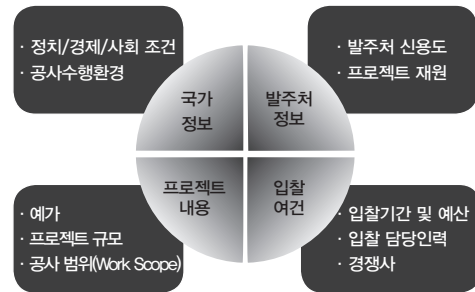 · 정치/경제/사회 조건
· 공사수행환경
· 발주처 신용도
· 프로젝트 재원
국가
정보
발주처
정보
프로젝트
내용
입찰
여건
· 예가
· 프로젝트 규모
· 공사 범위(Work Scope)
· 입찰기간 및 예산
· 입찰 담당인력
· 경쟁사